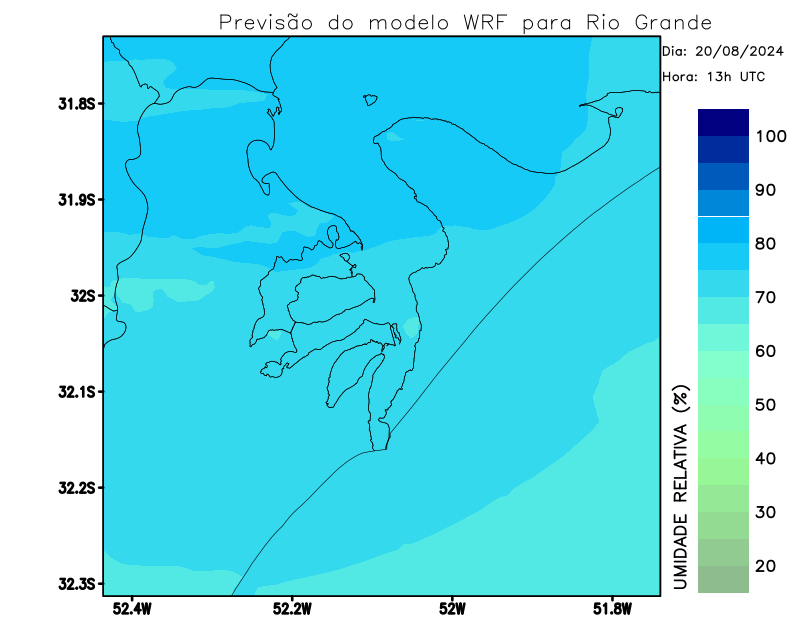 Previsão do modelo WRF para Rio Grande
Dia: 20/08/2024
Hora: 13h UTC
31.8S
31.9S
32S
32.1S
32.2S
32.3S
52.4W
52.2W
52W
51.8W
UMIDADE RELATIVA (%)
100
90
80
70
60
50
40
30
20